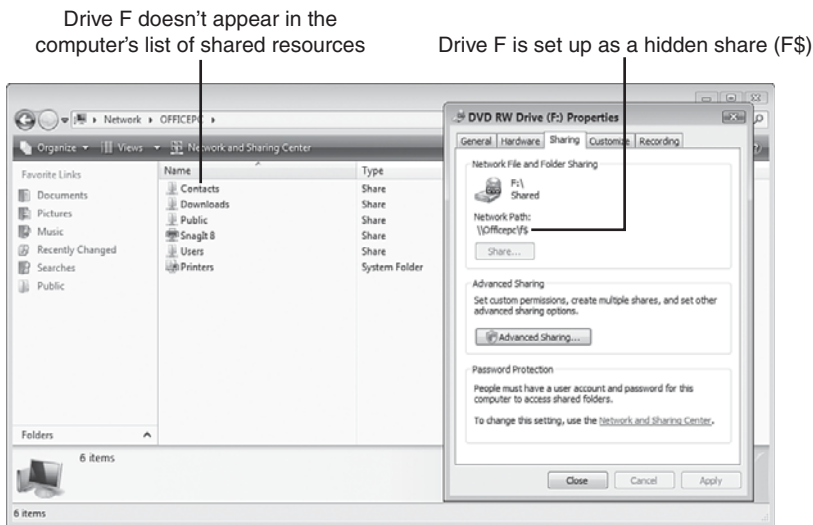 Drive F doesn't appear in the
computer's list of shared resources
Drive F is set up as a hidden share (F$)
Network ▸ OFFICEPC ▸
Organize
Views
Network and Sharing Center
Favorite Links
Documents
Pictures
Music
Recently Changed
Searches
Public
Folders
Name
Type
Contacts
Share
Downloads
Share
Public
Share
SnagIt 8
Share
Users
Share
Printers
System Folder
6 items
6 items
DVD RW Drive (F:) Properties
General
Hardware
Sharing
Customize
Recording
Network File and Folder Sharing
F:\
Shared
Network Path:
\\Officepc\f$
Share...
Advanced Sharing
Set custom permissions, create multiple shares, and set other
advanced sharing options.
Advanced Sharing...
Password Protection
People must have a user account and password for this
computer to access shared folders.
To change this setting, use the Network and Sharing Center.
Close
Cancel
Apply